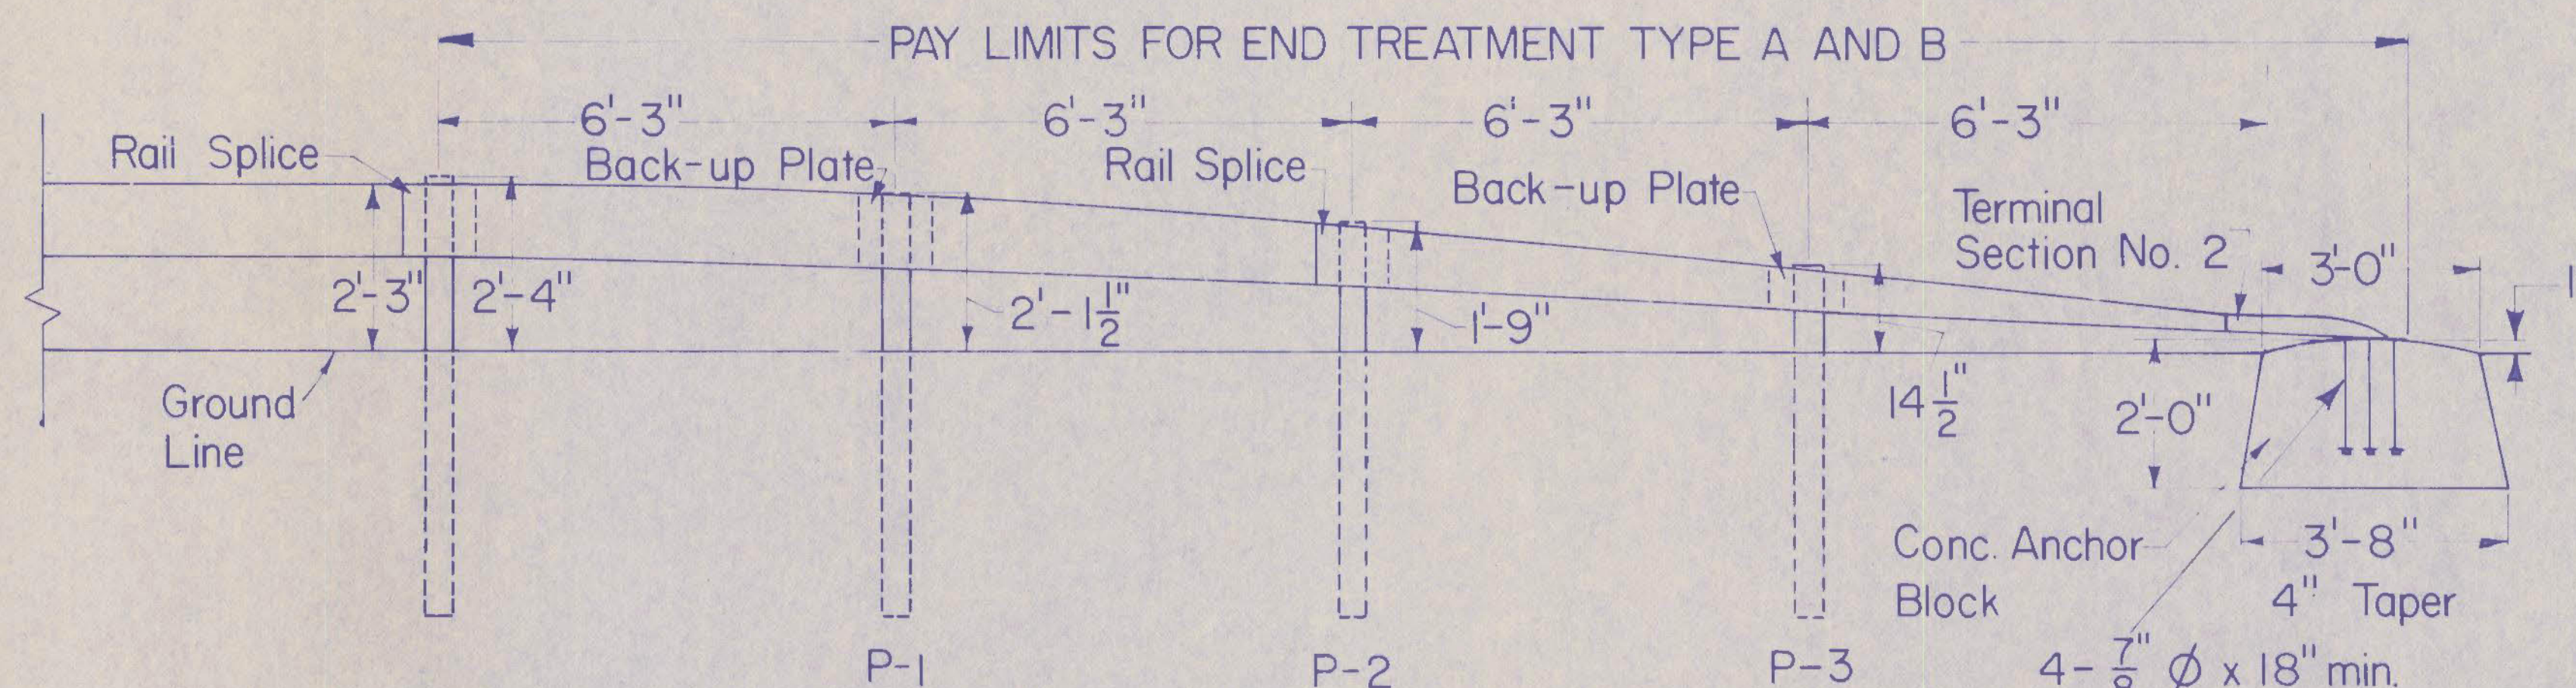 PAY LIMITS FOR END TREATMENT TYPE A AND B
6'-3"
6'-3"
6'-3"
6'-3"
Rail Splice
Back-up Plate
Rail Splice
Back-up Plate
Terminal
Section No. 2
3'-0"
2'-3"
2'-4"
2'-1 1/2"
1'-9"
14 1/2"
2'-0"
Ground
Line
Conc. Anchor
Block
3'-8"
4" Taper
P-1
P-2
P-3
4- Ø x 18" min.